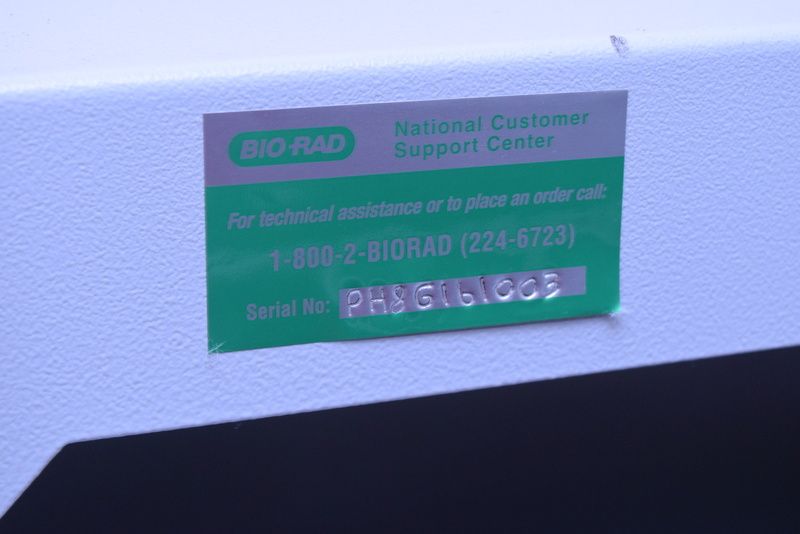 BIO-RAD
National Customer
Support Center
For technical assistance or to place an order call:
1-800-2-BIORAD (224-6723)
Serial No: PH8G161003